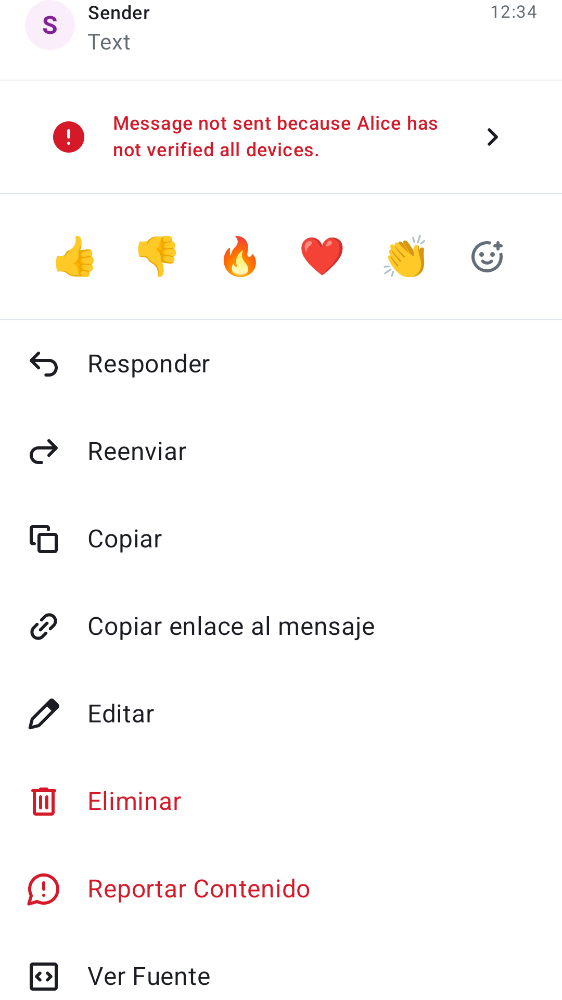 S
Sender
12:34
Text
Message not sent because Alice has
not verified all devices.
Responder
Reenviar
Copiar
Copiar enlace al mensaje
Editar
Eliminar
Reportar Contenido
Ver Fuente